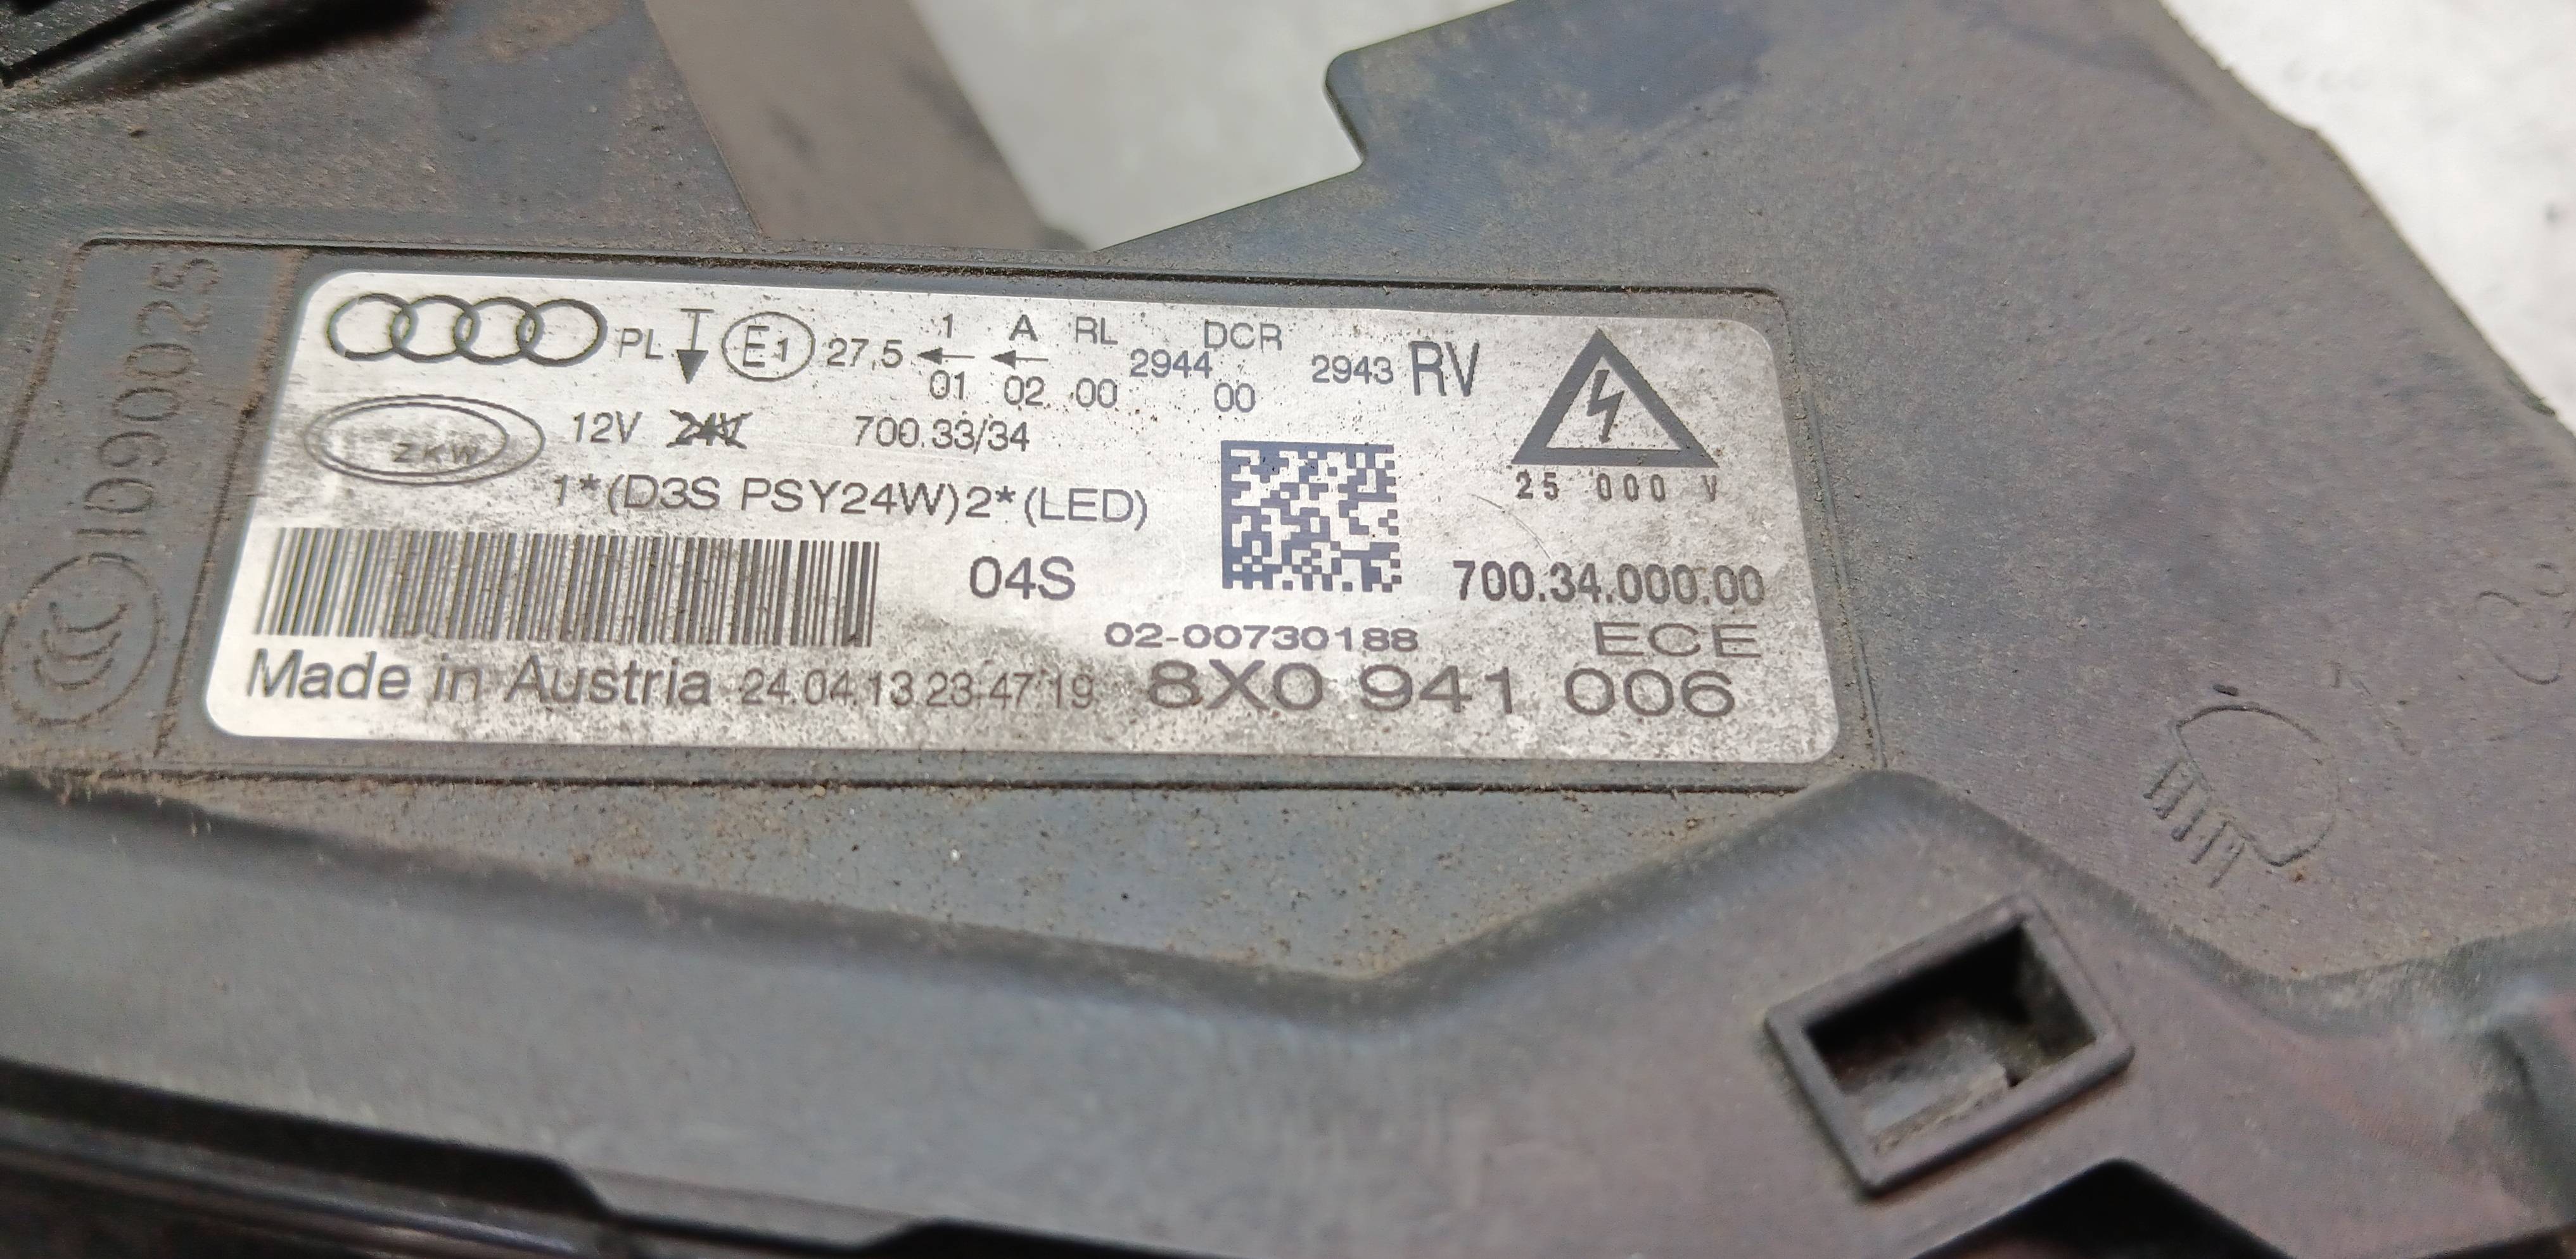 PL E1 27,5 1 A RL DCR
2944 2943 RV
01 02 00 00
ZKW 12V 24V 700.33/34
1*(D3S PSY24W)2*(LED)
25 000 V
04S 700.34.000.00
02-00730188 ECE
Made in Austria 24.04.13 23:47:19 8X0 941 006